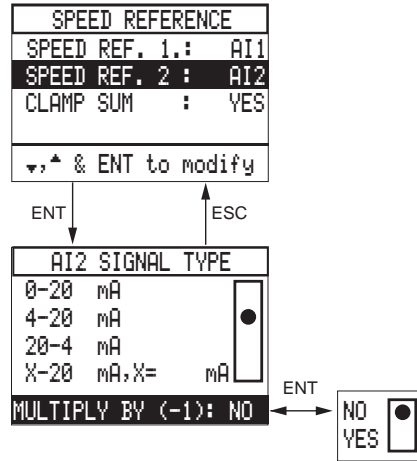 SPEED REFERENCE
SPEED REF. 1.: AI1
SPEED REF. 2 : AI2
CLAMP SUM : YES
▾,▴ & ENT to modify
ENT ESC
AI2 SIGNAL TYPE
0-20 mA
4-20 mA
20-4 mA
X-20 mA,X= mA
MULTIPLY BY (-1): NO
ENT
NO
YES